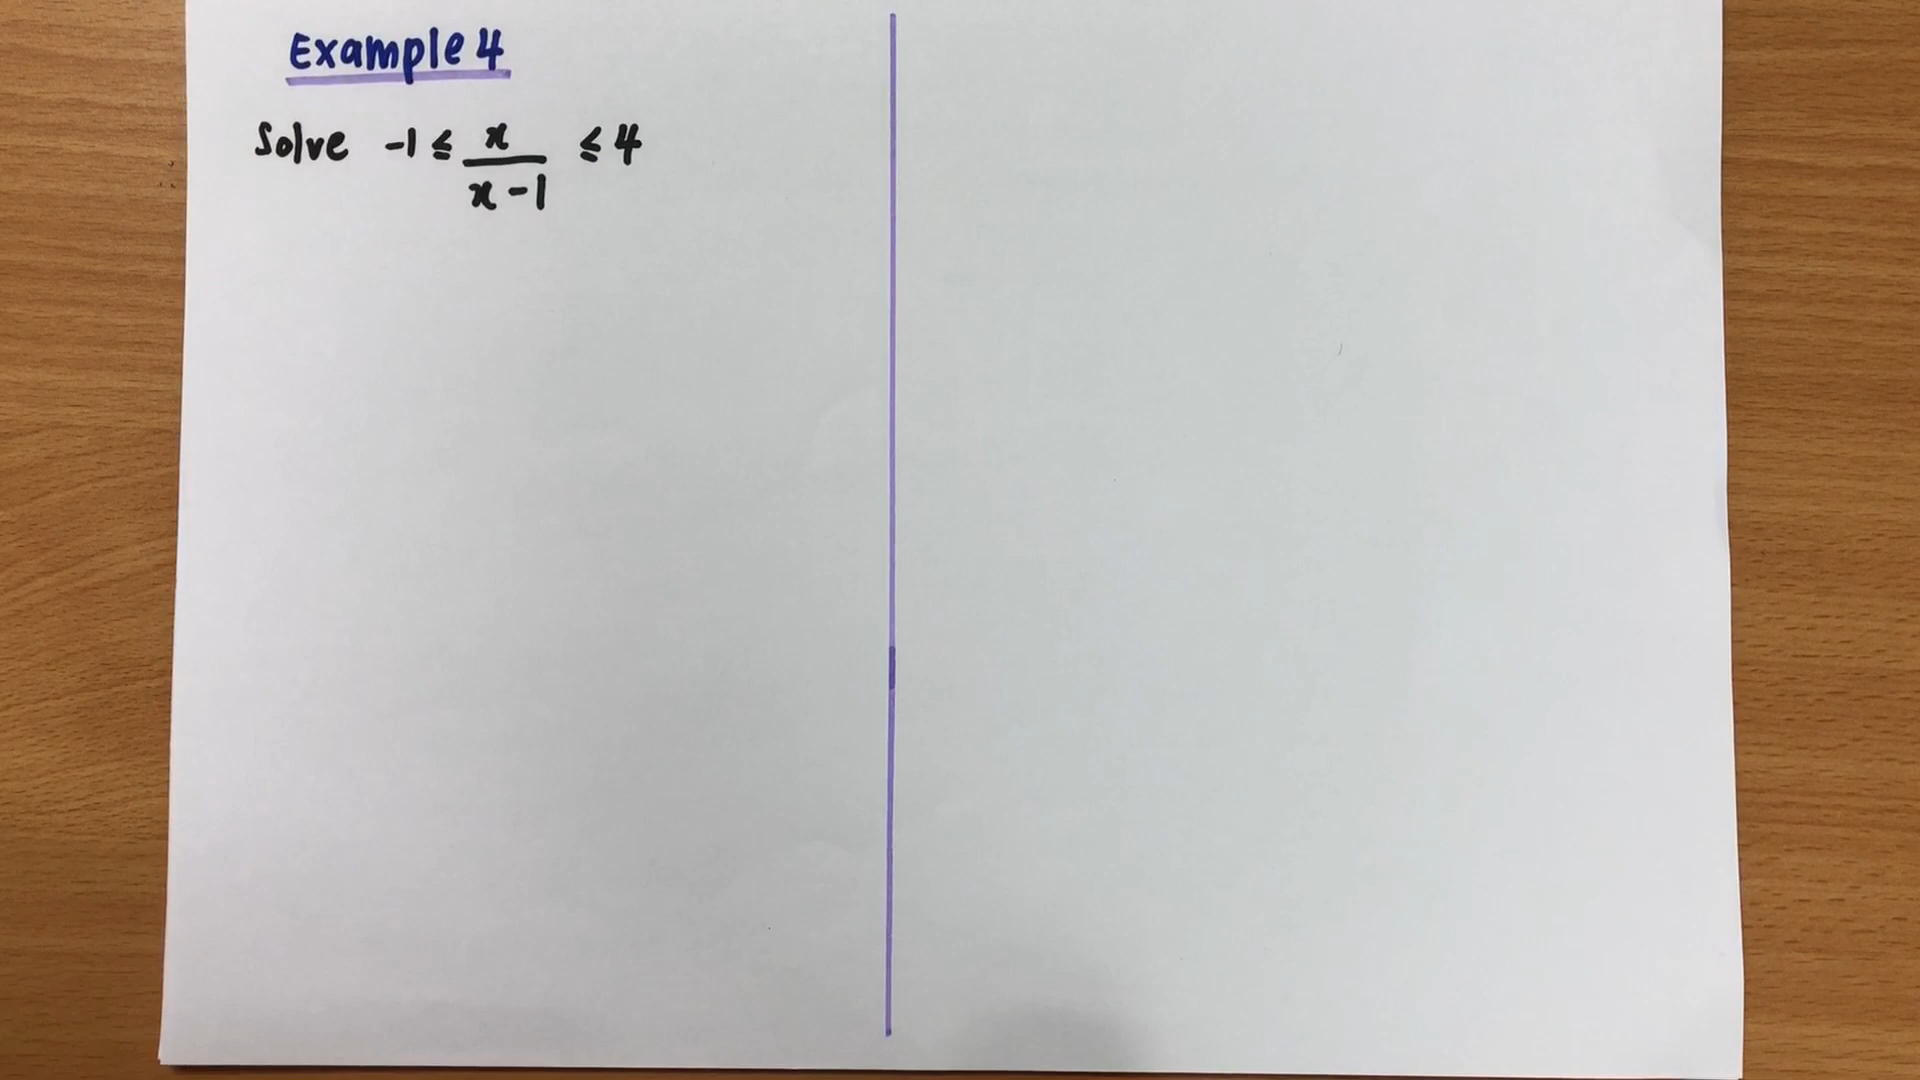 Example 4
Solve -1 ≤ x/(x-1) ≤ 4